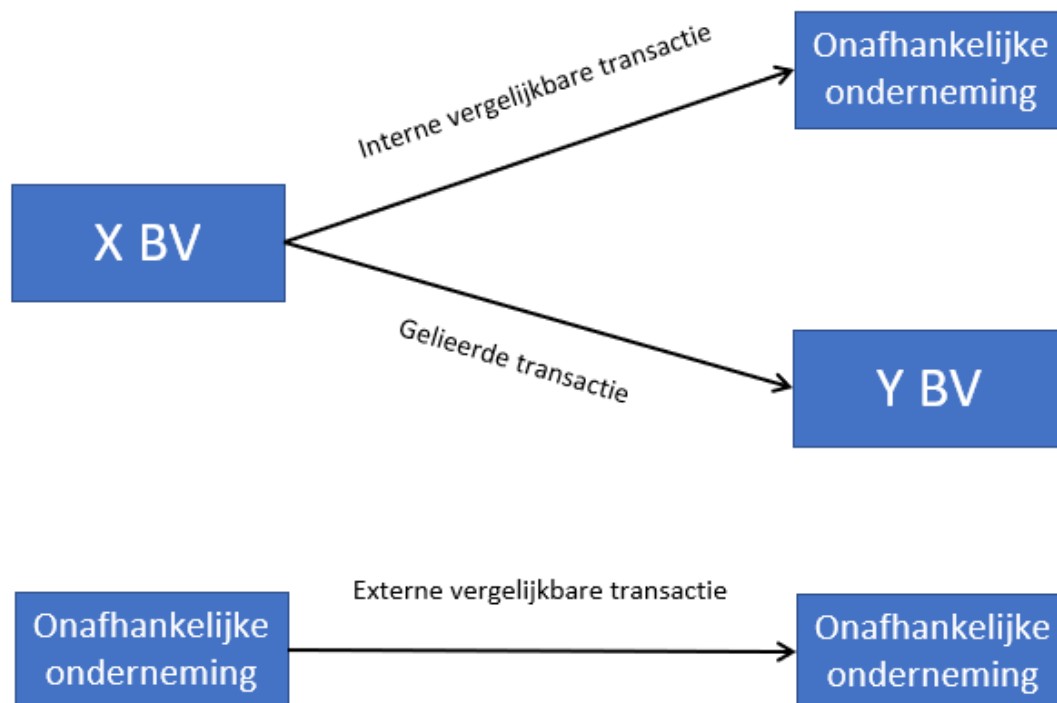 Interne vergelijkbare transactie
Onafhankelijke
onderneming
X BV
Gelieerde transactie
Y BV
Externe vergelijkbare transactie
Onafhankelijke
onderneming
Onafhankelijke
onderneming